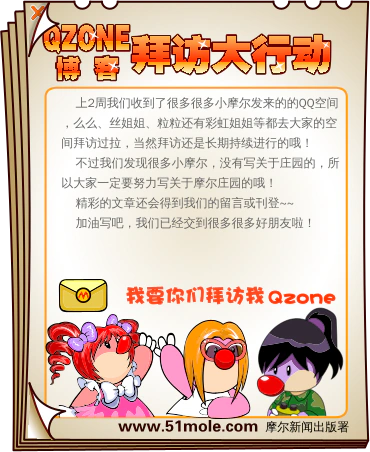 QZONE
博客 拜访大行动
上2周我们收到了很多很多小摩尔发来的的QQ空间
，么么、丝姐姐、粒粒还有彩虹姐姐等都去大家的空
间拜访过拉，当然拜访还是长期持续进行的哦！
不过我们发现很多小摩尔，没有写关于庄园的，所
以大家一定要努力写关于摩尔庄园的哦！
精彩的文章还会得到我们的留言或刊登~~
加油写吧，我们已经交到很多很多好朋友啦！
我要你们拜访我Qzone
www.51mole.com 摩尔新闻出版署